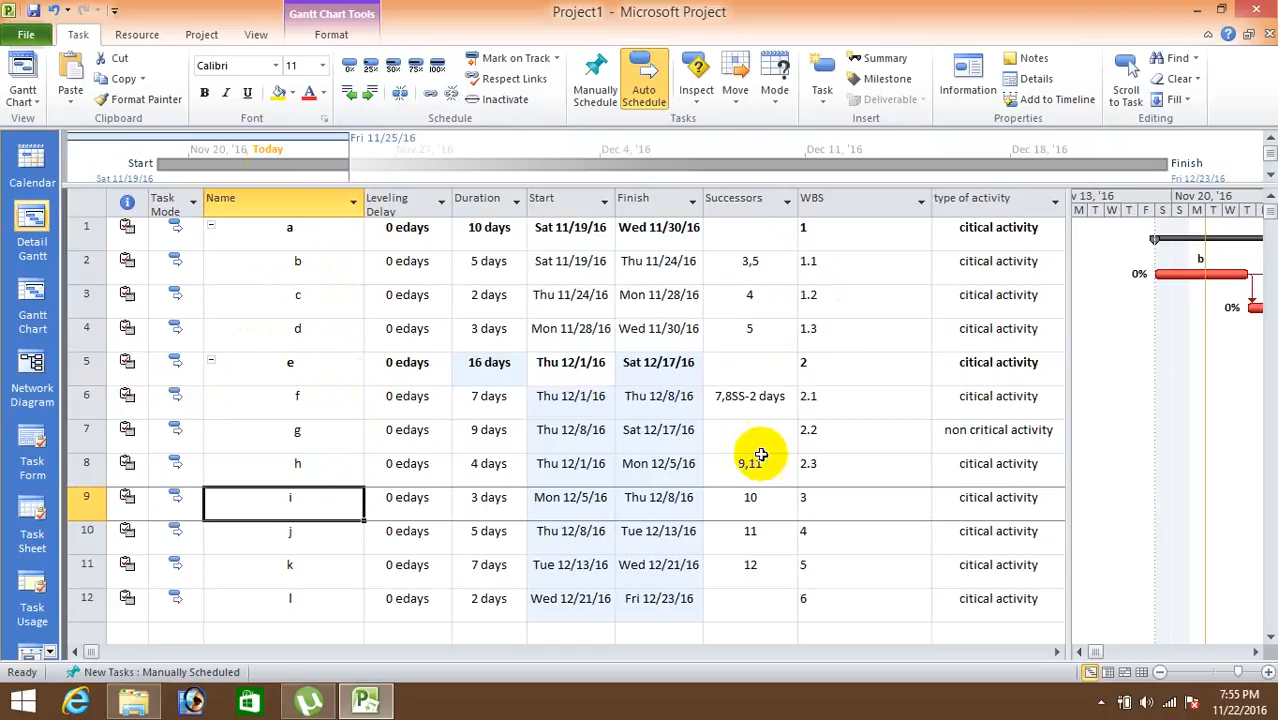 Gantt Chart Tools
Project1 - Microsoft Project
File Task Resource Project View Format
Gantt Chart
View
Paste
Cut
Copy
Format Painter
Clipboard
Calibri 11
B I U A
Font
0% 25% 50% 75% 100%
Mark on Track
Respect Links
Inactivate
Schedule
Manually Schedule
Auto Schedule
Inspect
Move
Mode
Tasks
Task
Summary
Milestone
Deliverable
Insert
Information
Notes
Details
Add to Timeline
Properties
Scroll to Task
Find
Clear
Fill
Editing
Fri 11/25/16
Nov 20, '16 Today Nov 27, '16 Dec 4, '16 Dec 11, '16 Dec 18, '16
Start
Sat 11/19/16
Finish
Fri 12/23/16
Calendar
Detail Gantt
Gantt Chart
Network Diagram
Task Form
Task Sheet
Task Usage
Task Mode Name Leveling Delay Duration Start Finish Successors WBS type of activity
1 a 0 edays 10 days Sat 11/19/16 Wed 11/30/16 1 citical activity
2 b 0 edays 5 days Sat 11/19/16 Thu 11/24/16 3,5 1.1 citical activity
3 c 0 edays 2 days Thu 11/24/16 Mon 11/28/16 4 1.2 citical activity
4 d 0 edays 3 days Mon 11/28/16 Wed 11/30/16 5 1.3 citical activity
5 e 0 edays 16 days Thu 12/1/16 Sat 12/17/16 2 citical activity
6 f 0 edays 7 days Thu 12/1/16 Thu 12/8/16 7,8SS-2 days 2.1 citical activity
7 g 0 edays 9 days Thu 12/8/16 Sat 12/17/16 2.2 non critical activity
8 h 0 edays 4 days Thu 12/1/16 Mon 12/5/16 9,11 2.3 citical activity
9 i 0 edays 3 days Mon 12/5/16 Thu 12/8/16 10 3 citical activity
10 j 0 edays 5 days Thu 12/8/16 Tue 12/13/16 11 4 citical activity
11 k 0 edays 7 days Tue 12/13/16 Wed 12/21/16 12 5 citical activity
12 l 0 edays 2 days Wed 12/21/16 Fri 12/23/16 6 citical activity
v 13, '16 Nov 20, '16
M T W T F S S M T W T
b
0%
0%
Ready New Tasks : Manually Scheduled
7:55 PM
11/22/2016